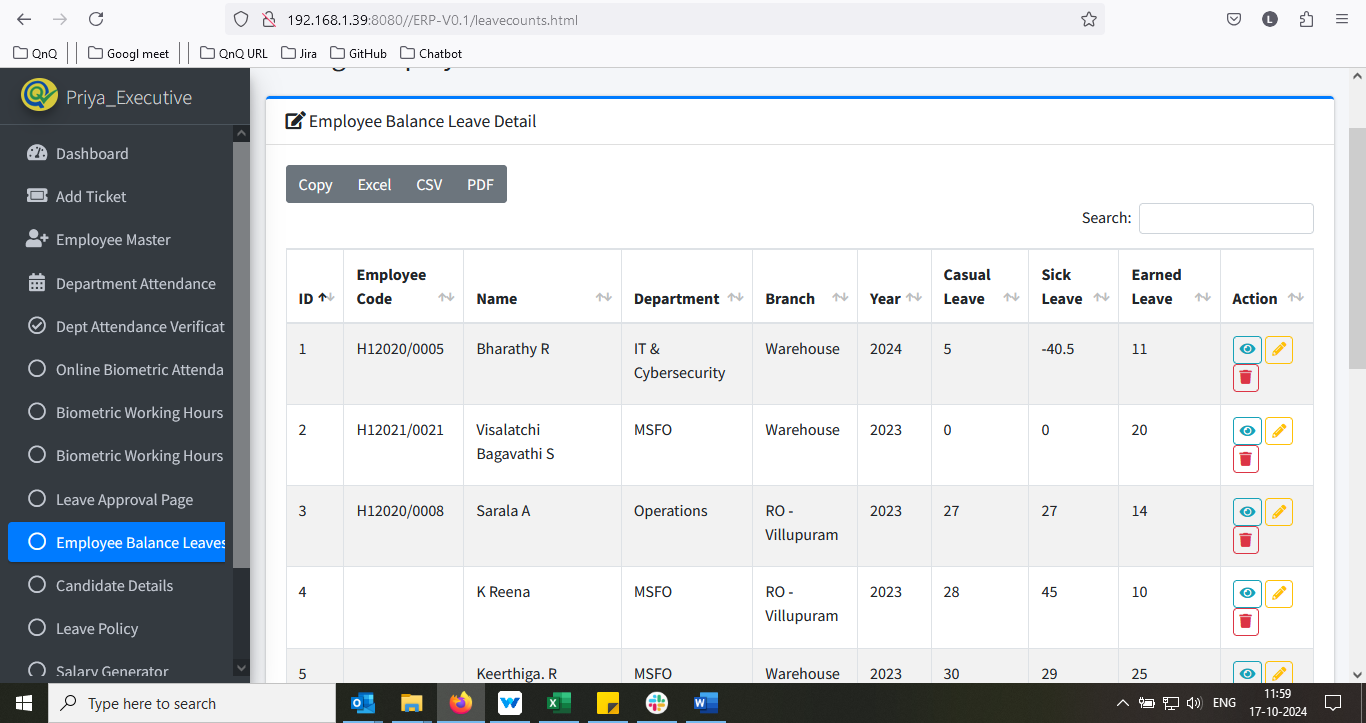 192.168.1.39:8080//ERP-V0.1/leavecounts.html
L
QnQ
Googl meet
QnQ URL
Jira
GitHub
Chatbot
Priya_Executive
Dashboard
Add Ticket
Employee Master
Department Attendance
Dept Attendance Verificat
Online Biometric Attenda
Biometric Working Hours
Biometric Working Hours
Leave Approval Page
Employee Balance Leaves
Candidate Details
Leave Policy
Salary Generator
Employee Balance Leave Detail
Copy Excel CSV PDF
Search:
ID Employee Code Name Department Branch Year Casual Leave Sick Leave Earned Leave Action
1 H12020/0005 Bharathy R IT & Cybersecurity Warehouse 2024 5 -40.5 11
2 H12021/0021 Visalatchi Bagavathi S MSFO Warehouse 2023 0 0 20
3 H12020/0008 Sarala A Operations RO - Villupuram 2023 27 27 14
4 K Reena MSFO RO - Villupuram 2023 28 45 10
5 Keerthiga. R MSFO Warehouse 2023 30 29 25
Type here to search
ENG
11:59
17-10-2024